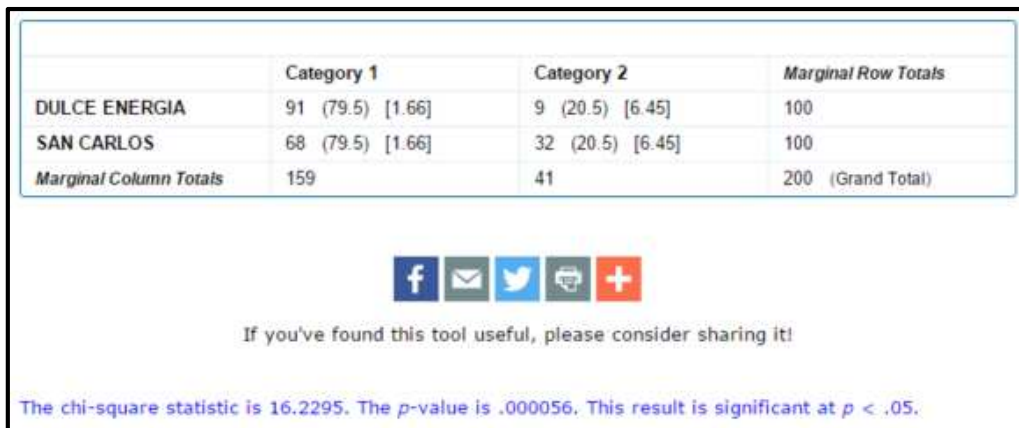 Category 1 Category 2 Marginal Row Totals
DULCE ENERGIA 91 (79.5) [1.66] 9 (20.5) [6.45] 100
SAN CARLOS 68 (79.5) [1.66] 32 (20.5) [6.45] 100
Marginal Column Totals 159 41 200 (Grand Total)
If you've found this tool useful, please consider sharing it!
The chi-square statistic is 16.2295. The p-value is .000056. This result is significant at p < .05.